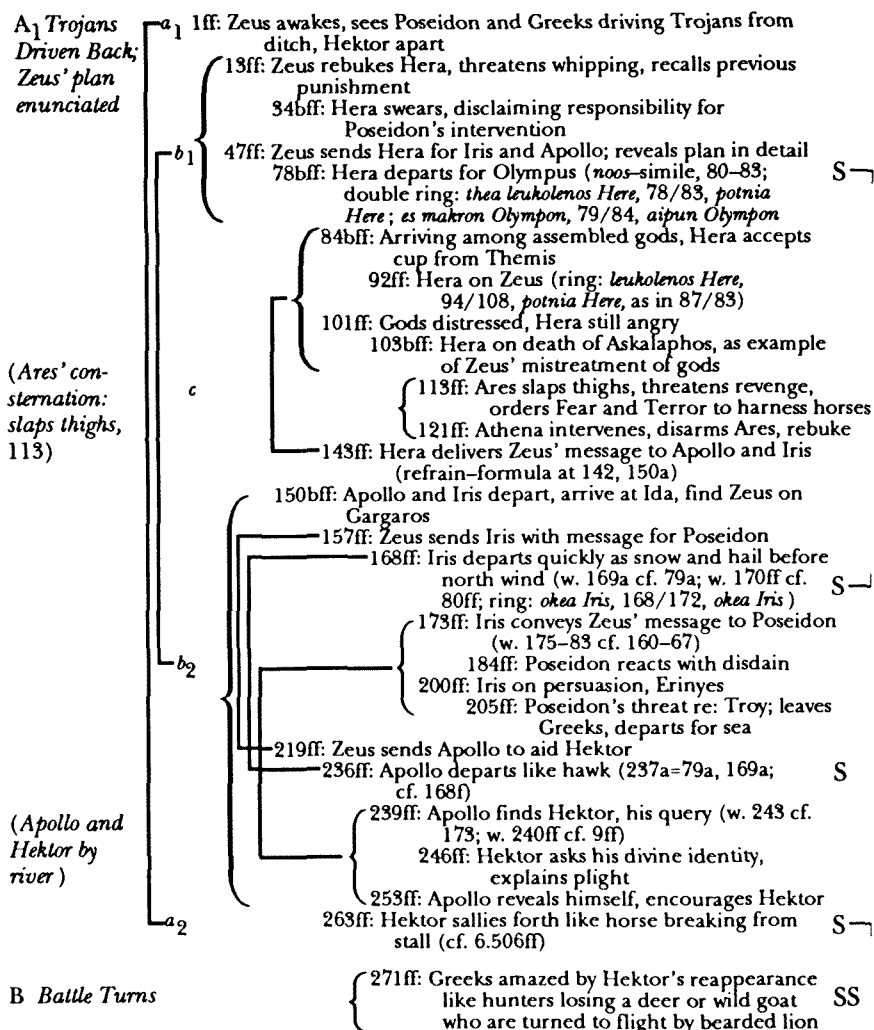 A1 Trojans
Driven Back;
Zeus' plan
enunciated
a1 1ff: Zeus awakes, sees Poseidon and Greeks driving Trojans from
ditch, Hektor apart
13ff: Zeus rebukes Hera, threatens whipping, recalls previous
punishment
34bff: Hera swears, disclaiming responsibility for
Poseidon's intervention
b1 47ff: Zeus sends Hera for Iris and Apollo; reveals plan in detail
78bff: Hera departs for Olympus (noos–simile, 80–83; S
double ring: thea leukolenos Here, 78/83, potnia
Here; es makron Olympon, 79/84, aipun Olympon
84bff: Arriving among assembled gods, Hera accepts
cup from Themis
92ff: Hera on Zeus (ring: leukolenos Here,
94/108, potnia Here, as in 87/83)
101ff: Gods distressed, Hera still angry
103bff: Hera on death of Askalaphos, as example
of Zeus' mistreatment of gods
(Ares' con-
sternation:
slaps thighs,
113)
c
113ff: Ares slaps thighs, threatens revenge,
orders Fear and Terror to harness horses
121ff: Athena intervenes, disarms Ares, rebuke
143ff: Hera delivers Zeus' message to Apollo and Iris
(refrain–formula at 142, 150a)
150bff: Apollo and Iris depart, arrive at Ida, find Zeus on
Gargaros
157ff: Zeus sends Iris with message for Poseidon
168ff: Iris departs quickly as snow and hail before
north wind (w. 169a cf. 79a; w. 170ff cf. S
80ff; ring: okea Iris, 168/172, okea Iris)
173ff: Iris conveys Zeus' message to Poseidon
(w. 175–83 cf. 160–67)
b2 184ff: Poseidon reacts with disdain
200ff: Iris on persuasion, Erinyes
205ff: Poseidon's threat re: Troy; leaves
Greeks, departs for sea
219ff: Zeus sends Apollo to aid Hektor
236ff: Apollo departs like hawk (237a=79a, 169a; S
cf. 168f)
(Apollo and
Hektor by
river)
239ff: Apollo finds Hektor, his query (w. 243 cf.
173; w. 240ff cf. 9ff)
246ff: Hektor asks his divine identity,
explains plight
253ff: Apollo reveals himself, encourages Hektor
a2 263ff: Hektor sallies forth like horse breaking from S
stall (cf. 6.506ff)
B Battle Turns
271ff: Greeks amazed by Hektor's reappearance
like hunters losing a deer or wild goat SS
who are turned to flight by bearded lion